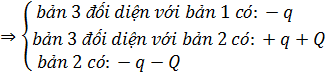 ⇒ { bản 3 đối diện với bản 1 có: − q
bản 3 đối diện với bản 2 có: + q + Q
bản 2 có: − q − Q